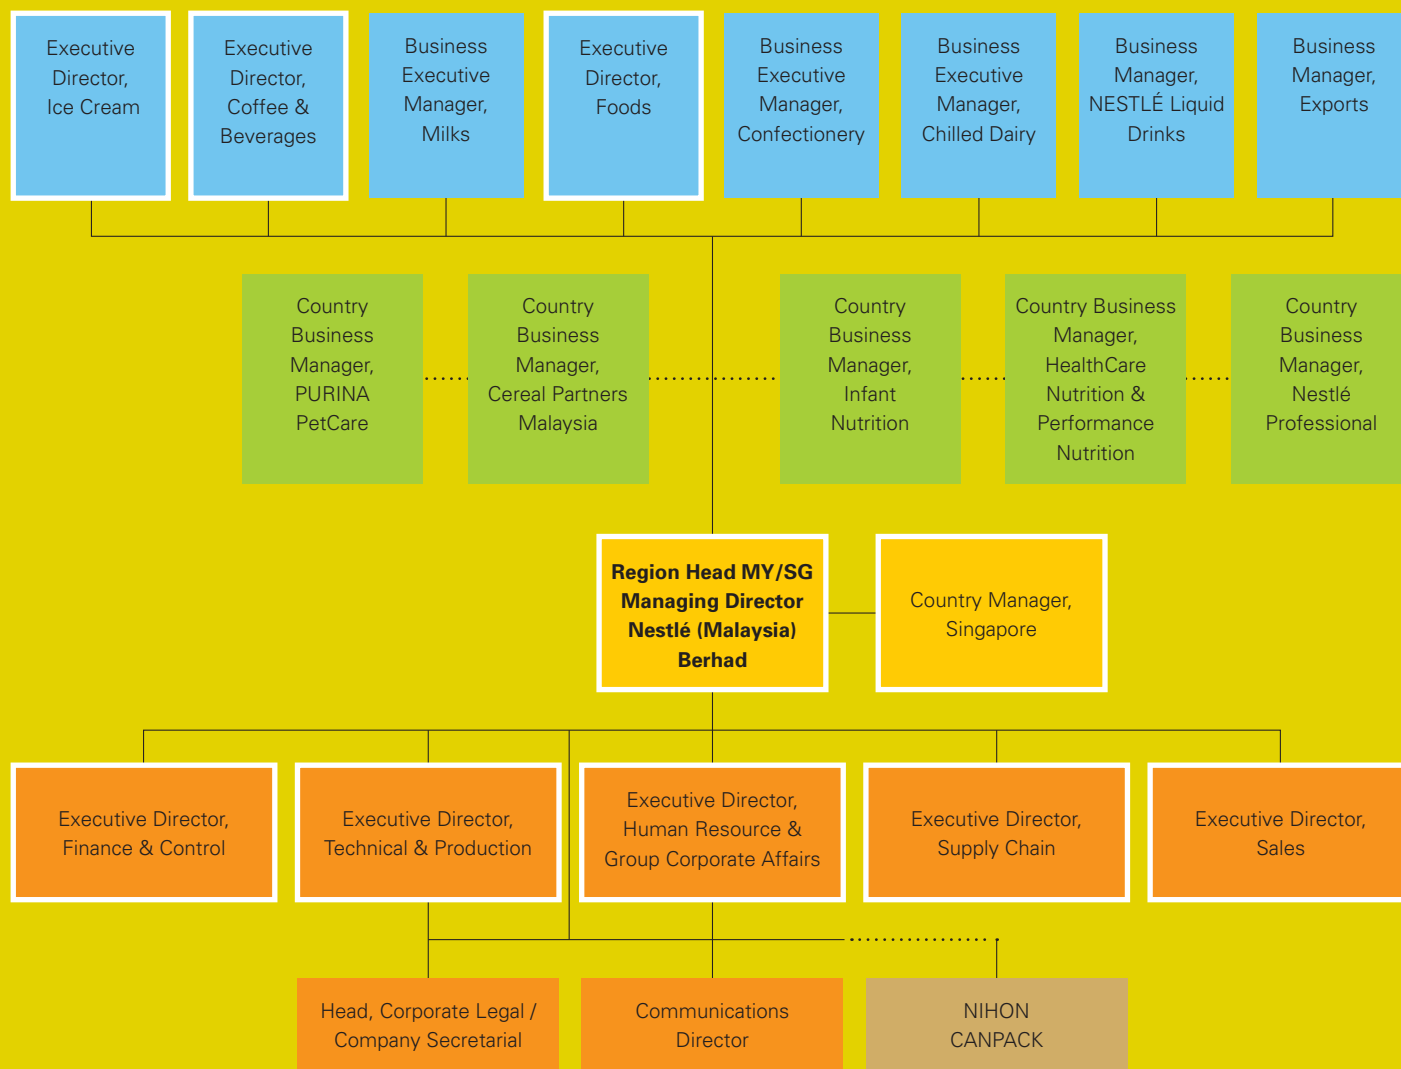 Executive
Director,
Ice Cream
Executive
Director,
Coffee &
Beverages
Business
Executive
Manager,
Milks
Executive
Director,
Foods
Business
Executive
Manager,
Confectionery
Business
Executive
Manager,
Chilled Dairy
Business
Manager,
NESTLÉ Liquid
Drinks
Business
Manager,
Exports
Country
Business
Manager,
PURINA
PetCare
Country
Business
Manager,
Cereal Partners
Malaysia
Country
Business
Manager,
Infant
Nutrition
Country Business
Manager,
HealthCare
Nutrition &
Performance
Nutrition
Country
Business
Manager,
Nestlé
Professional
Region Head MY/SG
Managing Director
Nestlé (Malaysia)
Berhad
Country Manager,
Singapore
Executive Director,
Finance & Control
Executive Director,
Technical & Production
Executive Director,
Human Resource &
Group Corporate Affairs
Executive Director,
Supply Chain
Executive Director,
Sales
Head, Corporate Legal /
Company Secretarial
Communications
Director
NIHON
CANPACK